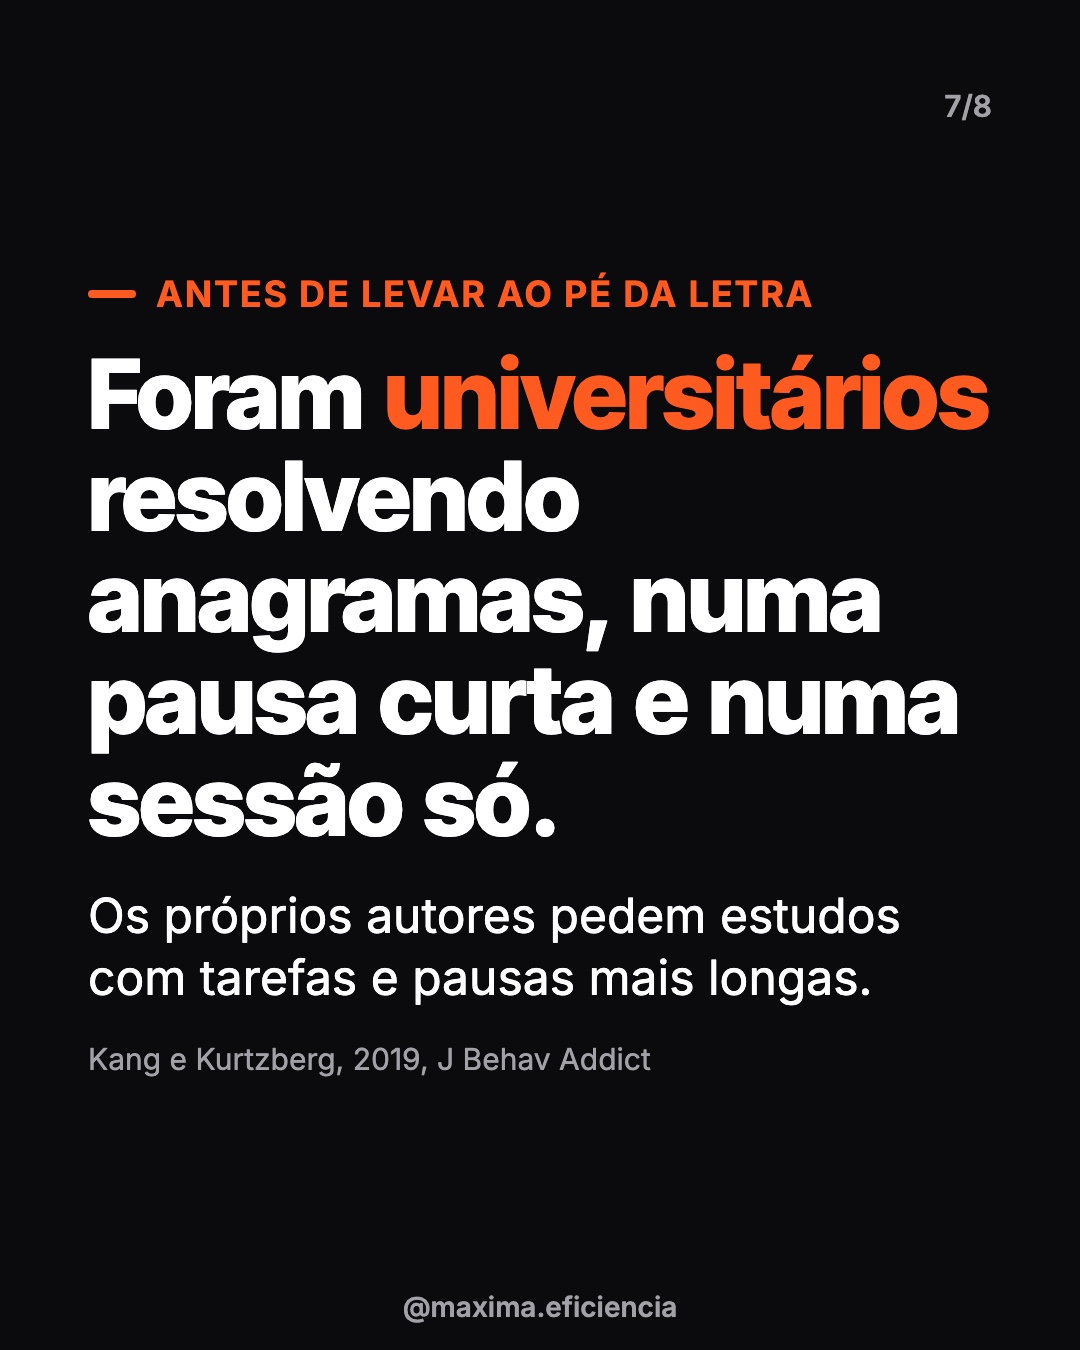 7/8
ANTES DE LEVAR AO PÉ DA LETRA
Foram universitários
resolvendo
anagramas, numa
pausa curta e numa
sessão só.
Os próprios autores pedem estudos
com tarefas e pausas mais longas.
Kang e Kurtzberg, 2019, J Behav Addict
@maxima.eficiencia